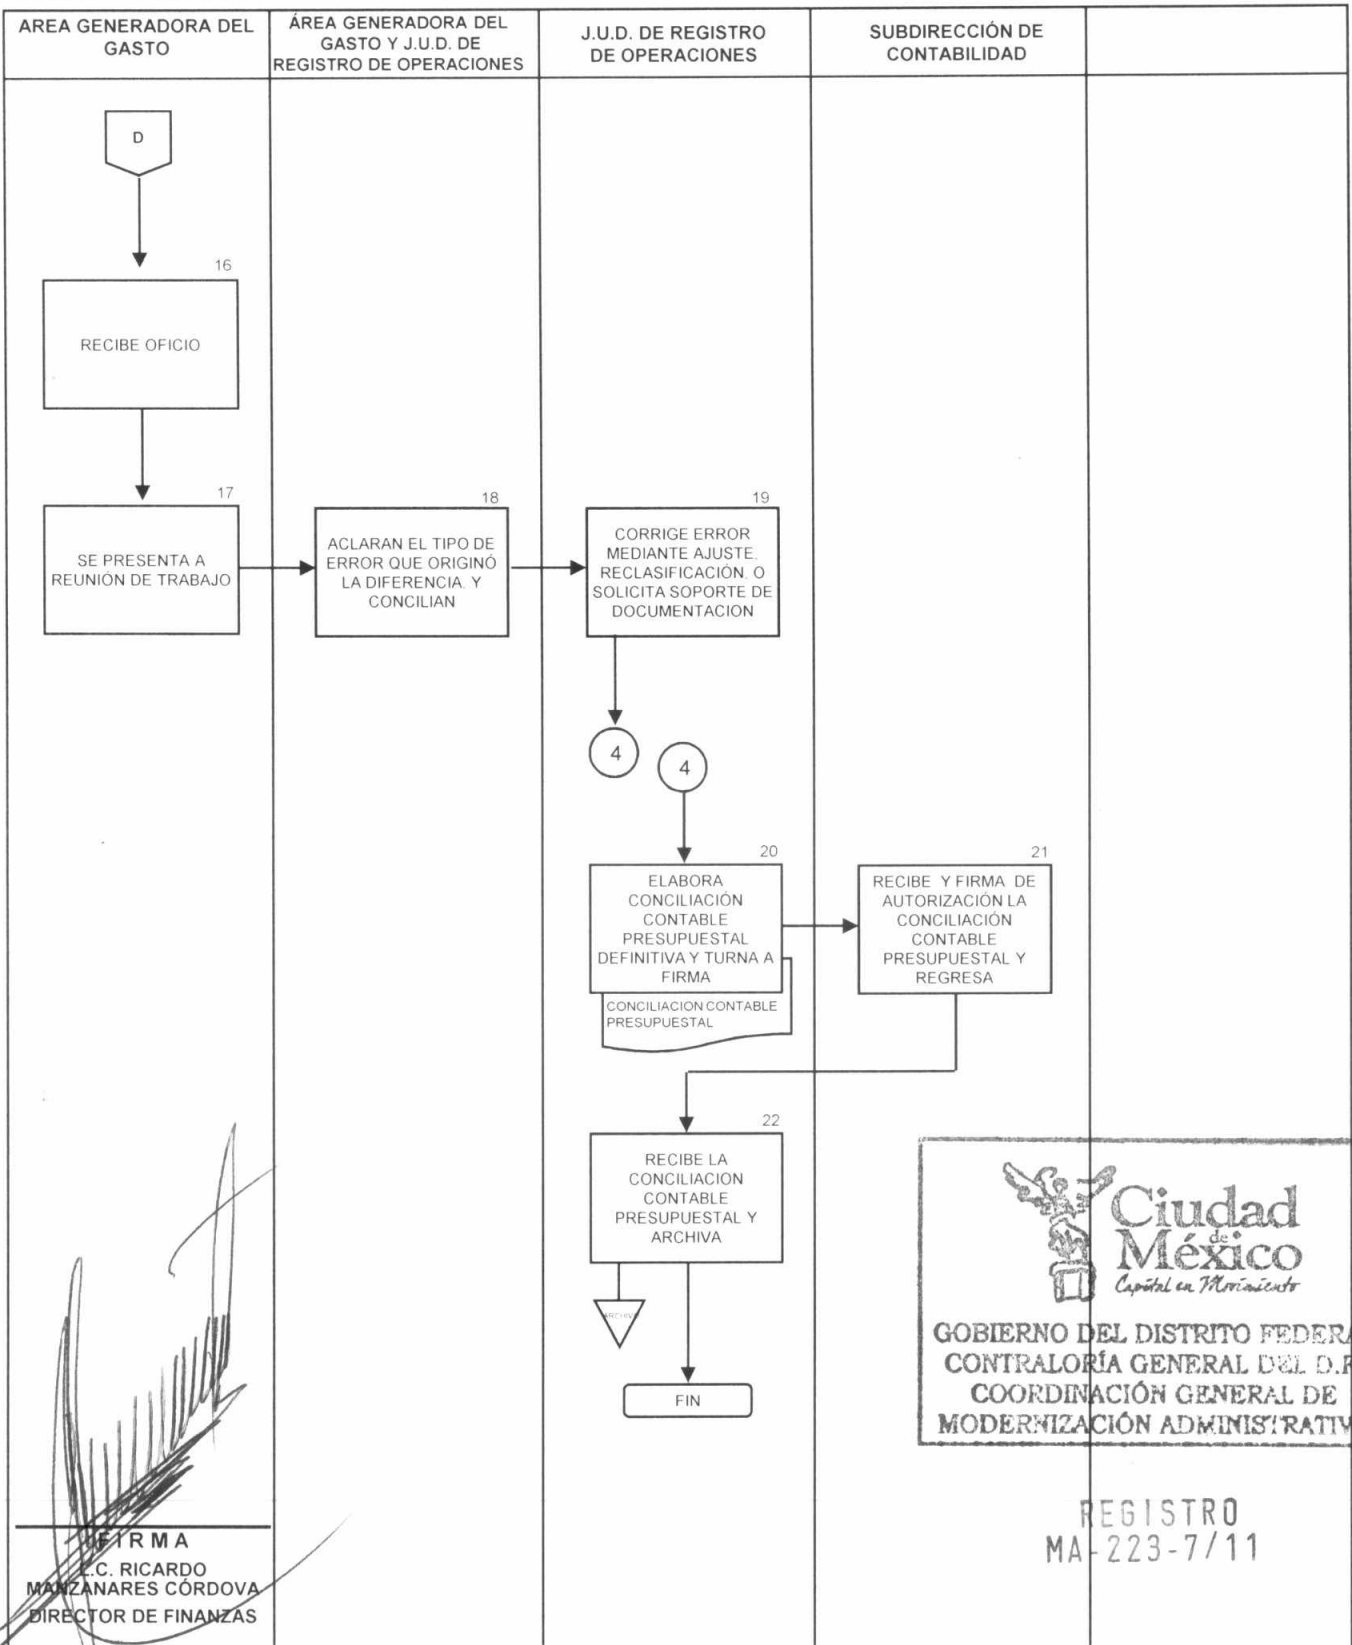 AREA GENERADORA DEL
GASTO
ÁREA GENERADORA DEL
GASTO Y J.U.D. DE
REGISTRO DE OPERACIONES
J.U.D. DE REGISTRO
DE OPERACIONES
SUBDIRECCIÓN DE
CONTABILIDAD
D
16
RECIBE OFICIO
17
SE PRESENTA A
REUNIÓN DE TRABAJO
18
ACLARAN EL TIPO DE
ERROR QUE ORIGINÓ
LA DIFERENCIA. Y
CONCILIAN
19
CORRIGE ERROR
MEDIANTE AJUSTE.
RECLASIFICACIÓN. O
SOLICITA SOPORTE DE
DOCUMENTACION
4
4
20
ELABORA
CONCILIACIÓN
CONTABLE
PRESUPUESTAL
DEFINITIVA Y TURNA A
FIRMA
CONCILIACION CONTABLE
PRESUPUESTAL
21
RECIBE Y FIRMA DE
AUTORIZACIÓN LA
CONCILIACIÓN
CONTABLE
PRESUPUESTAL Y
REGRESA
22
RECIBE LA
CONCILIACION
CONTABLE
PRESUPUESTAL Y
ARCHIVA
ARCHIVO
FIN
Ciudad
de
México
Capital en Movimiento
GOBIERNO DEL DISTRITO FEDERA
CONTRALORÍA GENERAL DEL D.F
COORDINACIÓN GENERAL DE
MODERNIZACIÓN ADMINISTRATIV
REGISTRO
MA-223-7/11
FIRMA
L.C. RICARDO
MANZANARES CÓRDOVA
DIRECTOR DE FINANZAS